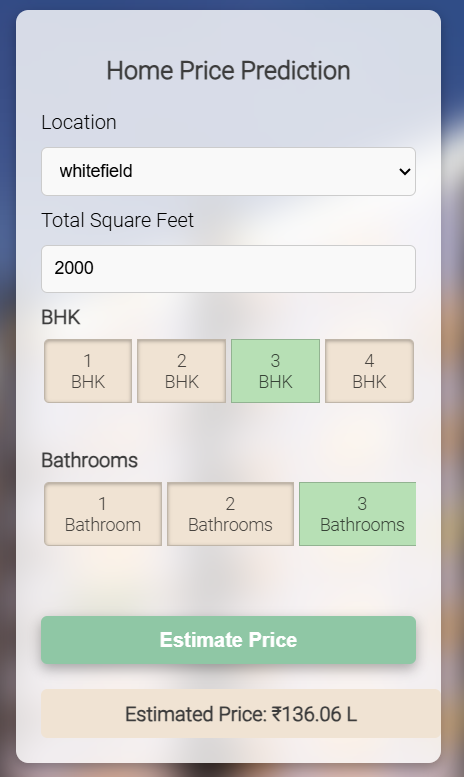 Home Price Prediction
Location
whitefield
Total Square Feet
2000
BHK
1 2 3 4
BHK BHK BHK BHK
Bathrooms
1 2 3
Bathroom Bathrooms Bathrooms
Estimate Price
Estimated Price: ₹136.06 L